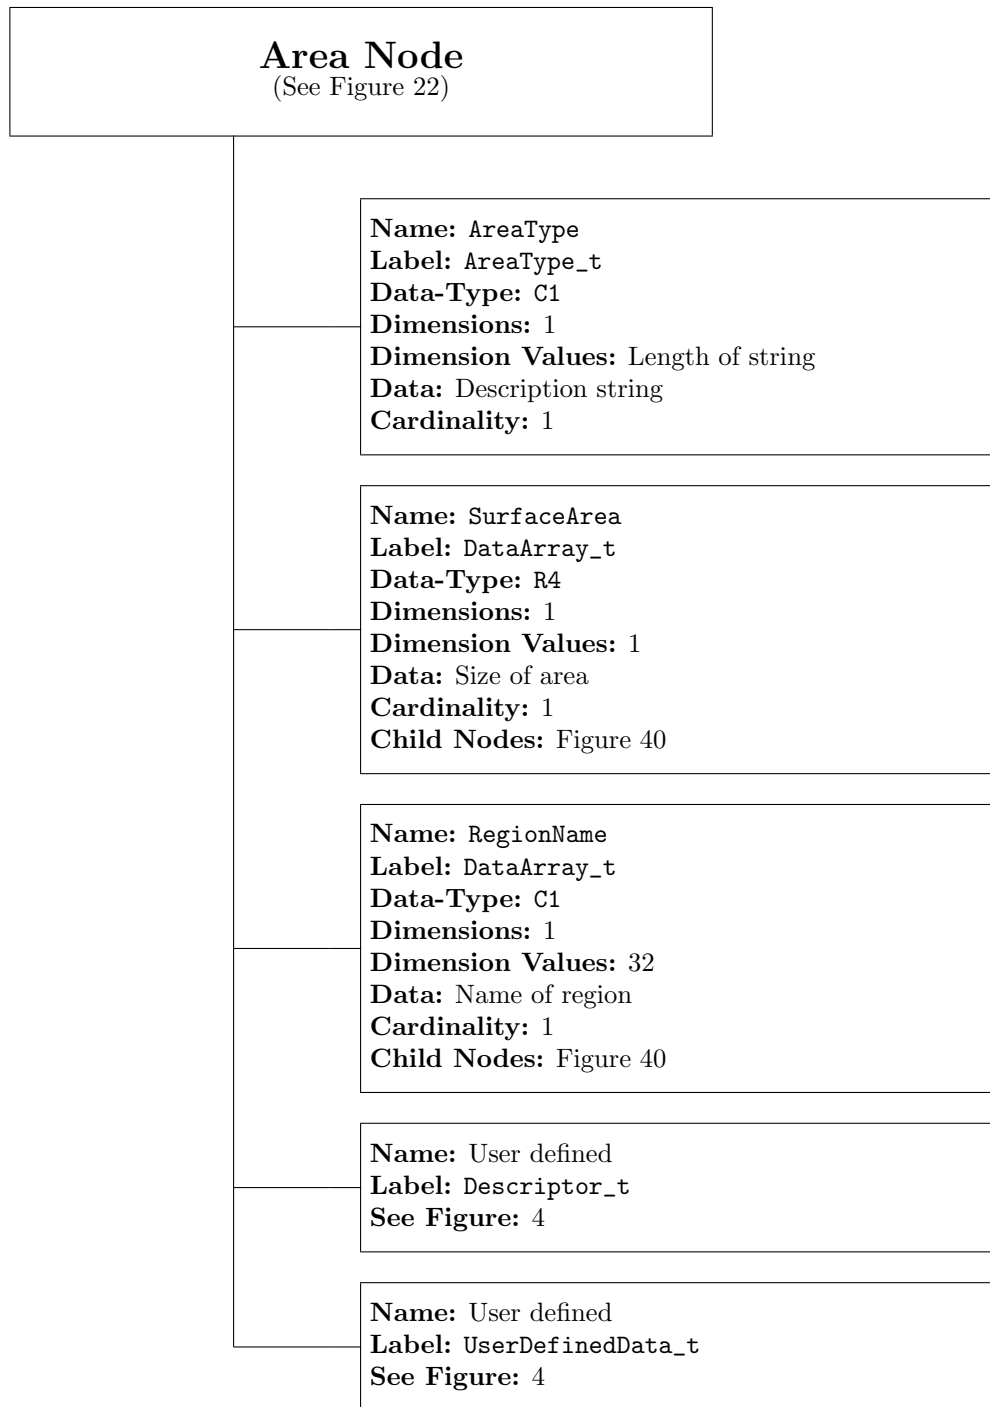 Area Node
(See Figure 22)
Name: AreaType
Label: AreaType_t
Data-Type: C1
Dimensions: 1
Dimension Values: Length of string
Data: Description string
Cardinality: 1
Name: SurfaceArea
Label: DataArray_t
Data-Type: R4
Dimensions: 1
Dimension Values: 1
Data: Size of area
Cardinality: 1
Child Nodes: Figure 40
Name: RegionName
Label: DataArray_t
Data-Type: C1
Dimensions: 1
Dimension Values: 32
Data: Name of region
Cardinality: 1
Child Nodes: Figure 40
Name: User defined
Label: Descriptor_t
See Figure: 4
Name: User defined
Label: UserDefinedData_t
See Figure: 4